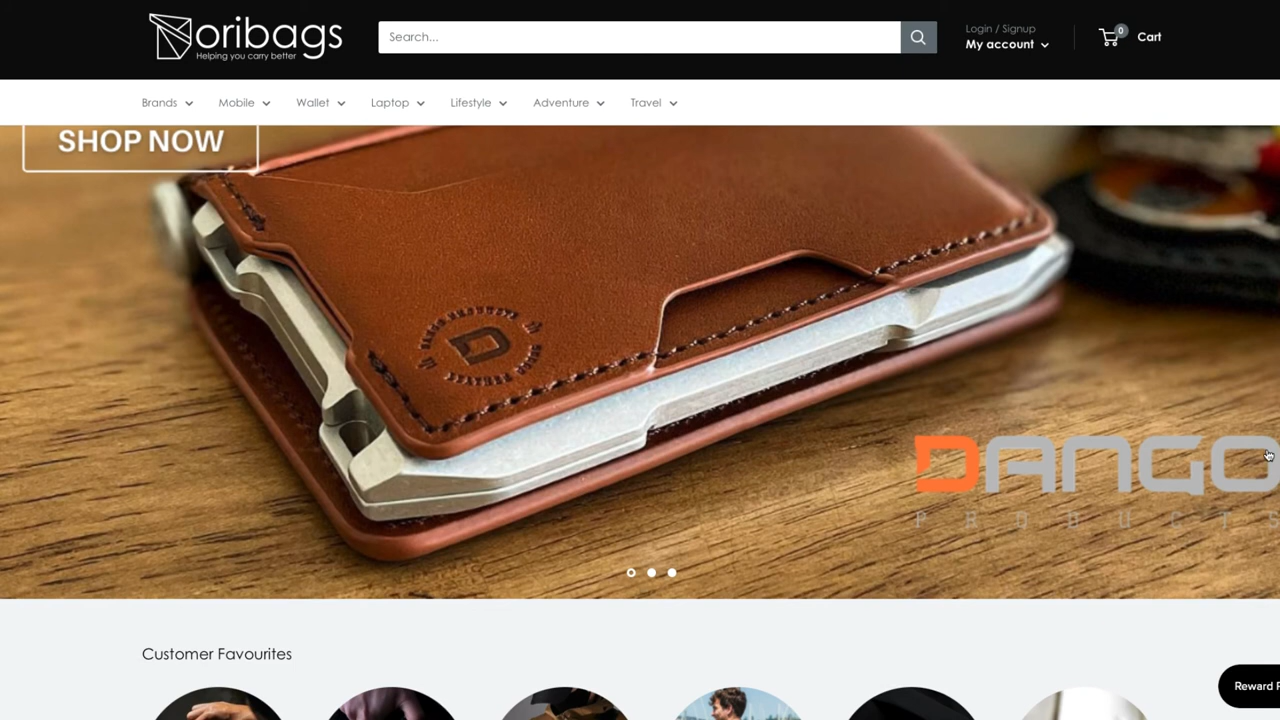 oribags
Helping you carry better
Search...
Login / Signup
My account
0
Cart
Brands
Mobile
Wallet
Laptop
Lifestyle
Adventure
Travel
SHOP NOW
D
DANGO
PRODUCTS
Customer Favourites
Reward